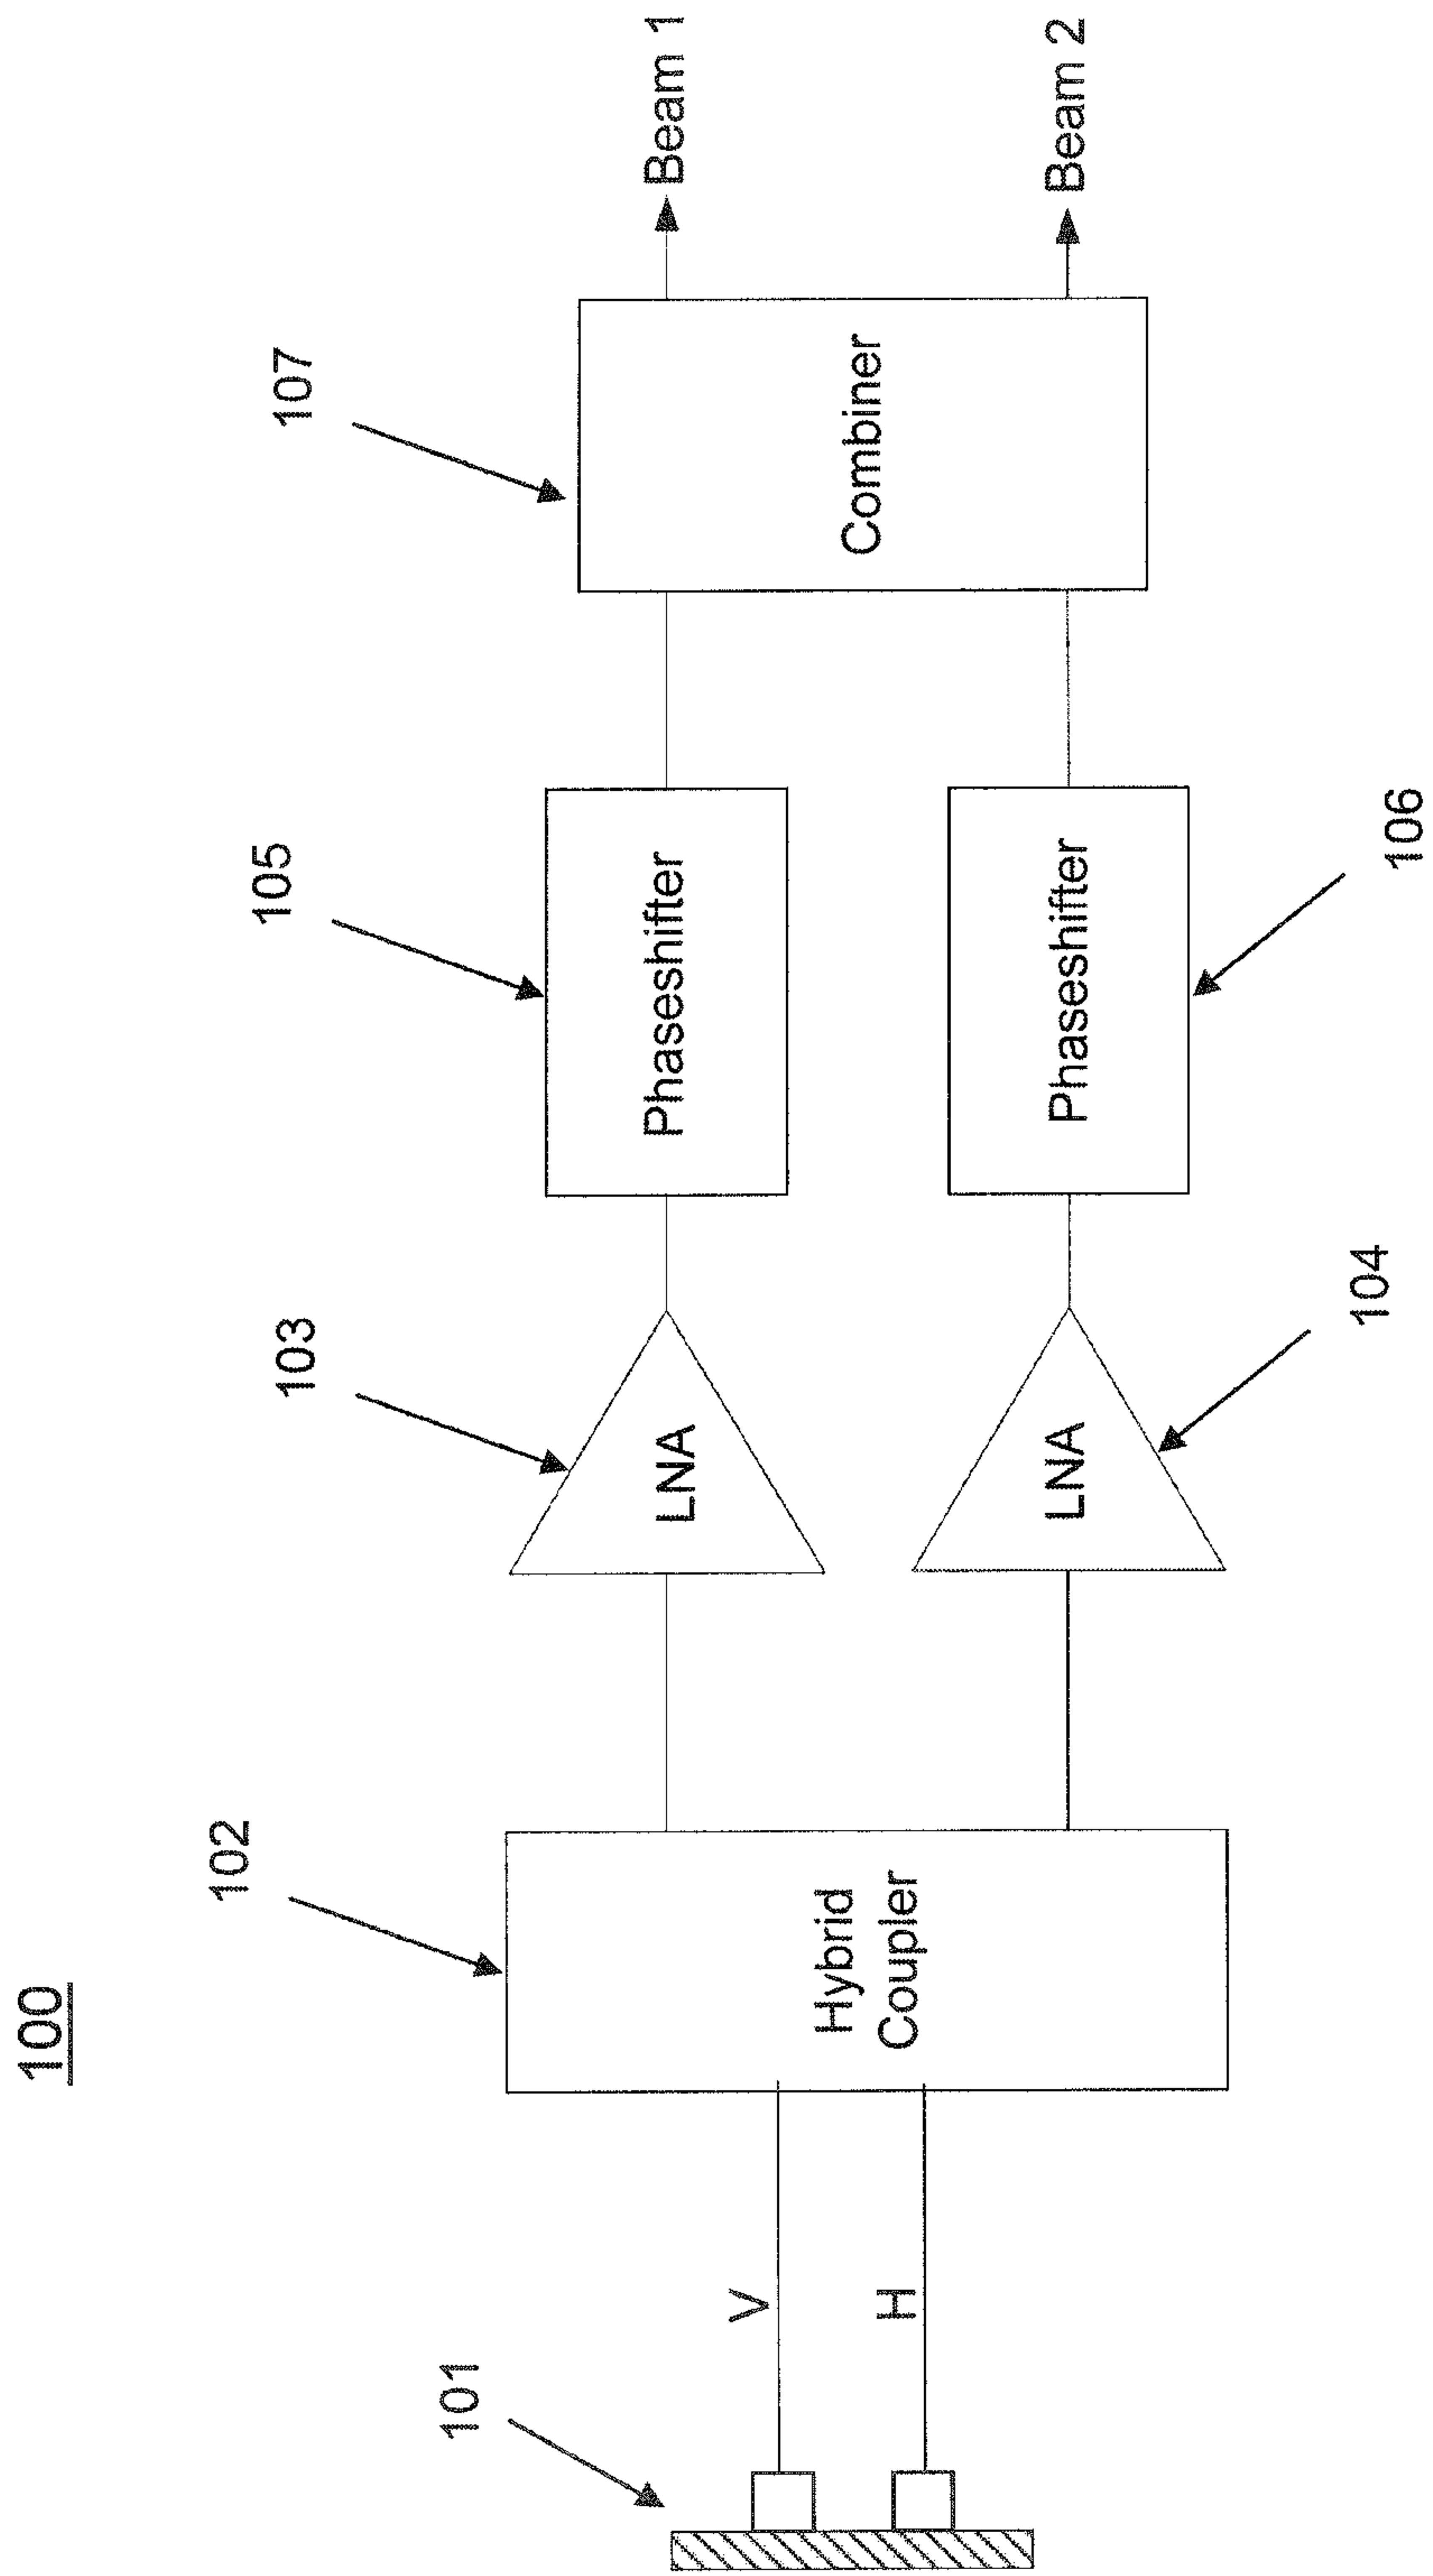 100
101
V
H
102
Hybrid
Coupler
103
LNA
104
LNA
105
Phaseshifter
106
Phaseshifter
107
Combiner
Beam 1
Beam 2